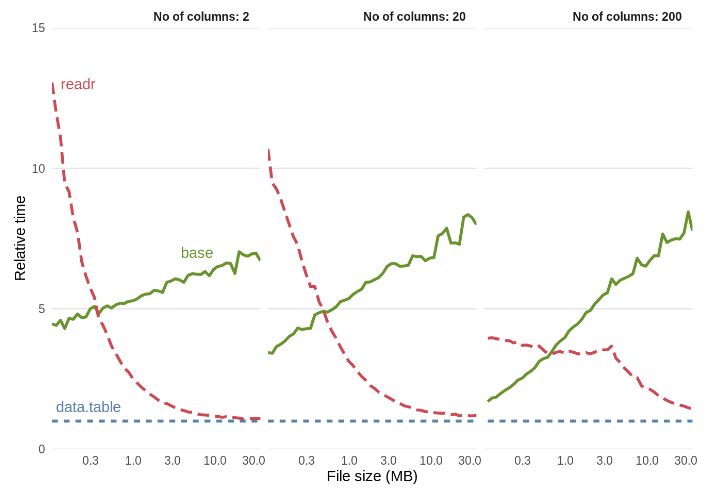 No of columns: 2
No of columns: 20
No of columns: 200
15
10
5
0
Relative time
readr
base
data.table
0.3 1.0 3.0 10.0 30.0
0.3 1.0 3.0 10.0 30.0
0.3 1.0 3.0 10.0 30.0
File size (MB)